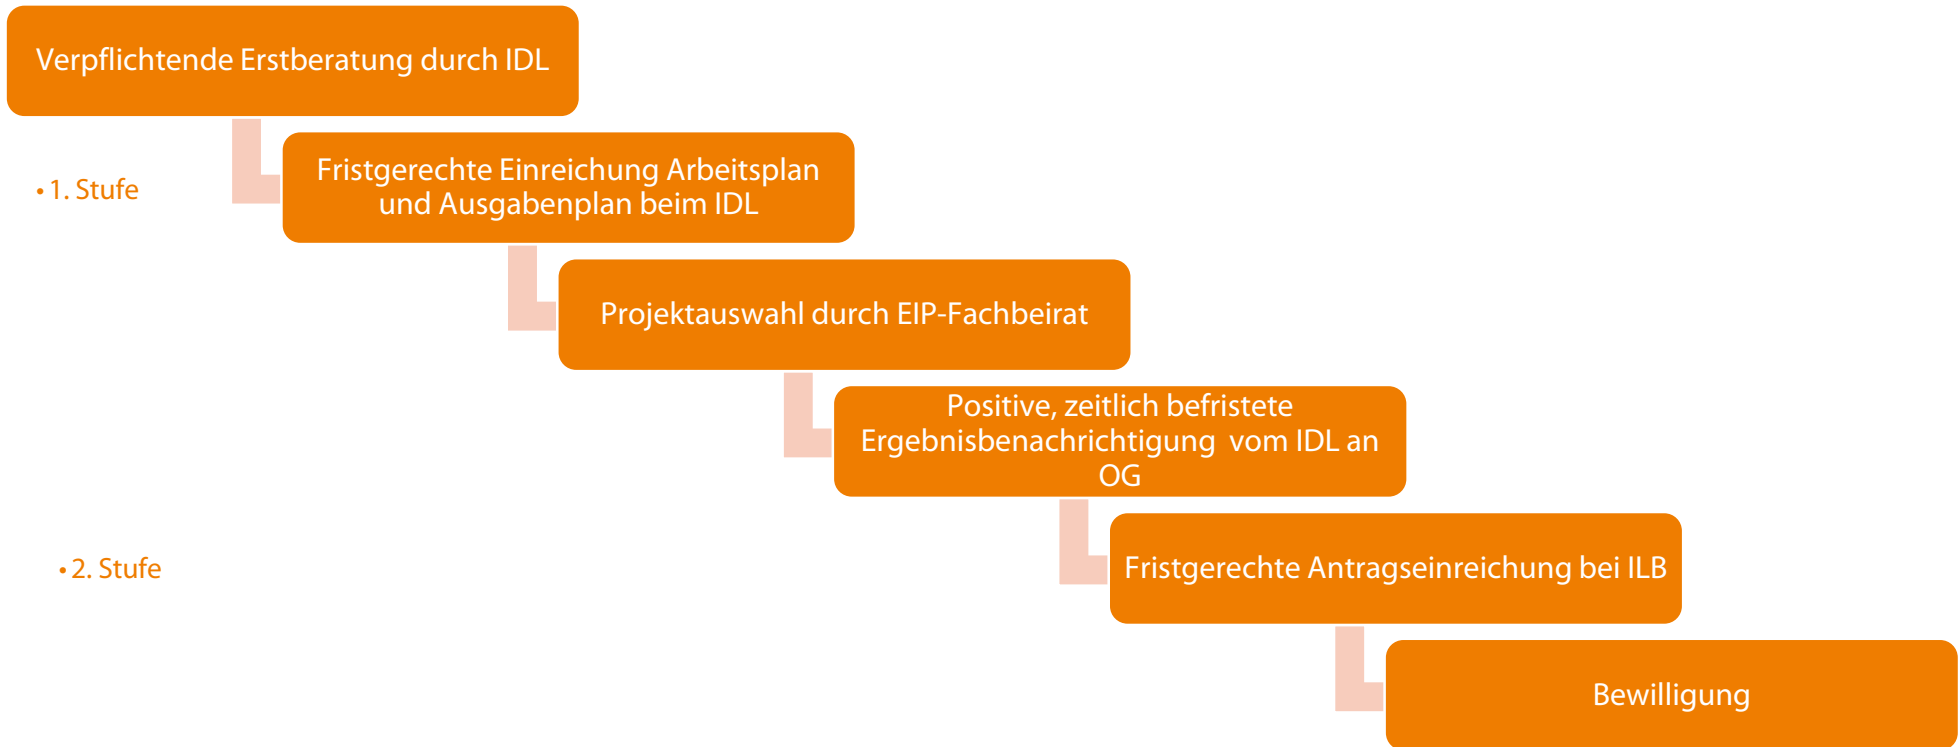 Verpflichtende Erstberatung durch IDL
• 1. Stufe
Fristgerechte Einreichung Arbeitsplan
und Ausgabenplan beim IDL
Projektauswahl durch EIP-Fachbeirat
Positive, zeitlich befristete
Ergebnisbenachrichtigung  vom IDL an
OG
• 2. Stufe
Fristgerechte Antragseinreichung bei ILB
Bewilligung